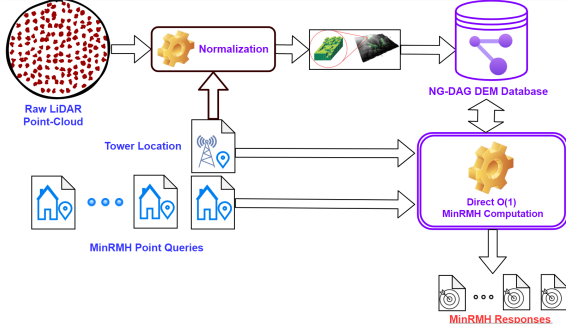 Normalization
Raw LiDAR
Point-Cloud
NG-DAG DEM Database
Tower Location
Direct O(1)
MinRMH Computation
MinRMH Point Queries
MinRMH Responses